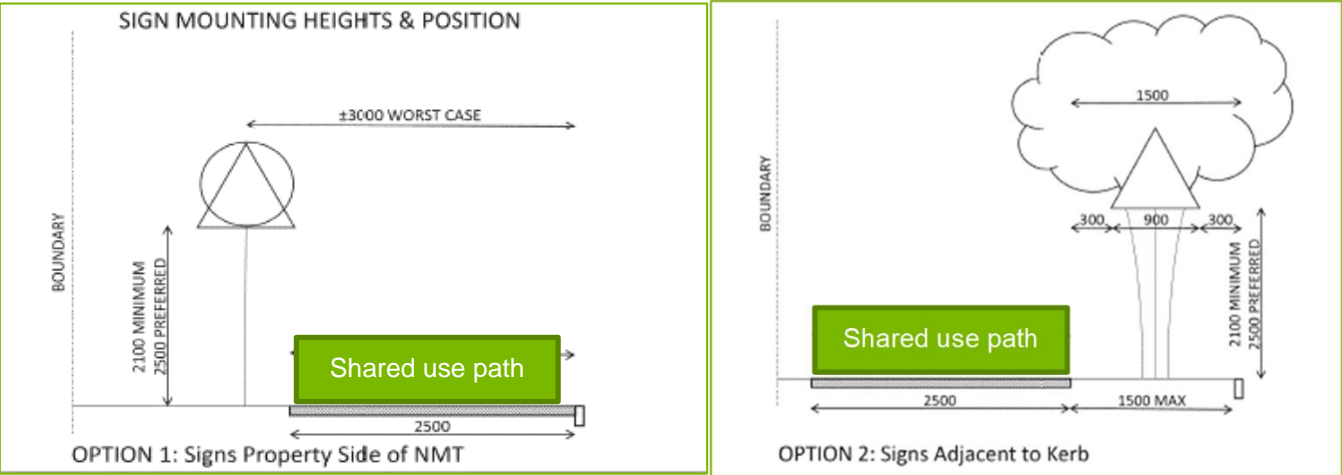 SIGN MOUNTING HEIGHTS & POSITION
±3000 WORST CASE
BOUNDARY
2100 MINIMUM
2500 PREFERRED
Shared use path
2500
OPTION 1: Signs Property Side of NMT
1500
BOUNDARY
300
900
300
2100 MINIMUM
2500 PREFERRED
Shared use path
2500
1500 MAX
OPTION 2: Signs Adjacent to Kerb